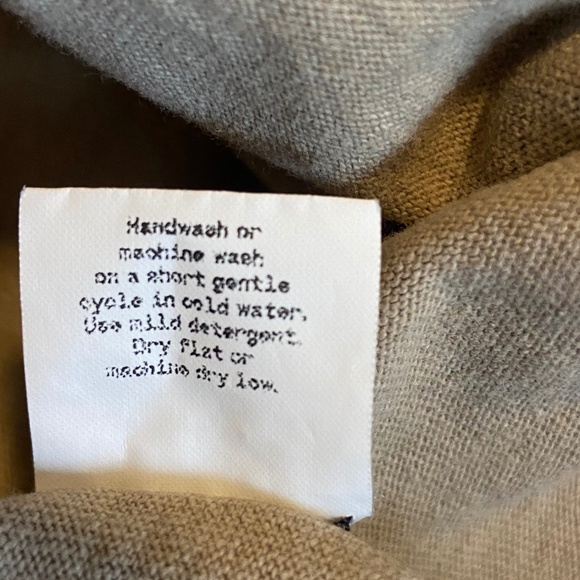 Handwash or
machine wash
on a short gentle
cycle in cold water.
Use mild detergent.
Dry flat or
machine dry low.